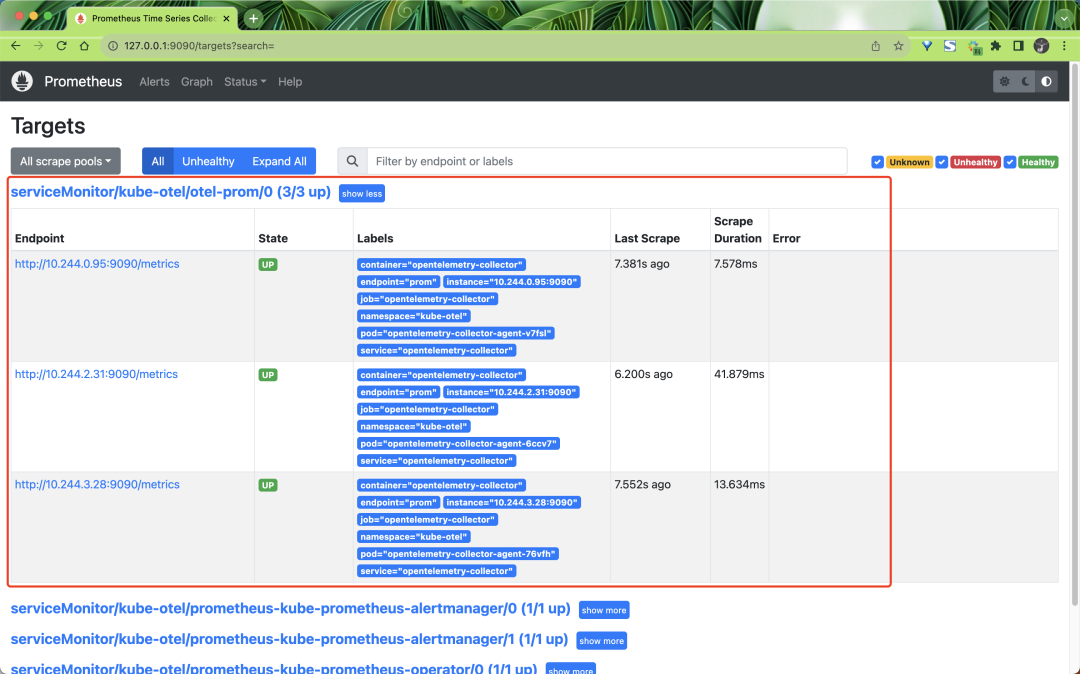 Prometheus Time Series Collec
127.0.0.1:9090/targets?search=
Prometheus Alerts Graph Status Help
Targets
All scrape pools All Unhealthy Expand All Filter by endpoint or labels Unknown Unhealthy Healthy
serviceMonitor/kube-otel/otel-prom/0 (3/3 up) show less
Endpoint State Labels Last Scrape Scrape Duration Error
http://10.244.0.95:9090/metrics UP container="opentelemetry-collector" 7.381s ago 7.578ms
endpoint="prom" instance="10.244.0.95:9090"
job="opentelemetry-collector"
namespace="kube-otel"
pod="opentelemetry-collector-agent-v7fsl"
service="opentelemetry-collector"
http://10.244.2.31:9090/metrics UP container="opentelemetry-collector" 6.200s ago 41.879ms
endpoint="prom" instance="10.244.2.31:9090"
job="opentelemetry-collector"
namespace="kube-otel"
pod="opentelemetry-collector-agent-6ccv7"
service="opentelemetry-collector"
http://10.244.3.28:9090/metrics UP container="opentelemetry-collector" 7.552s ago 13.634ms
endpoint="prom" instance="10.244.3.28:9090"
job="opentelemetry-collector"
namespace="kube-otel"
pod="opentelemetry-collector-agent-76vfh"
service="opentelemetry-collector"
serviceMonitor/kube-otel/prometheus-kube-prometheus-alertmanager/0 (1/1 up) show more
serviceMonitor/kube-otel/prometheus-kube-prometheus-alertmanager/1 (1/1 up) show more
serviceMonitor/kube-otel/prometheus-kube-prometheus-operator/0 (1/1 up) show more